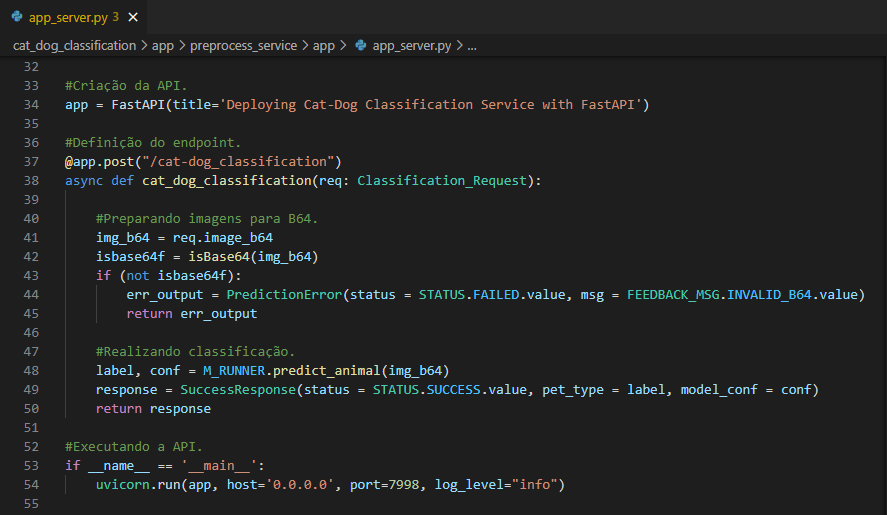 app_server.py 3 ×
cat_dog_classification > app > preprocess_service > app > app_server.py > ...
32
33 #Criação da API.
34 app = FastAPI(title='Deploying Cat-Dog Classification Service with FastAPI')
35
36 #Definição do endpoint.
37 @app.post("/cat-dog_classification")
38 async def cat_dog_classification(req: Classification_Request):
39
40     #Preparando imagens para B64.
41     img_b64 = req.image_b64
42     isbase64f = isBase64(img_b64)
43     if (not isbase64f):
44         err_output = PredictionError(status = STATUS.FAILED.value, msg = FEEDBACK_MSG.INVALID_B64.value)
45         return err_output
46
47     #Realizando classificação.
48     label, conf = M_RUNNER.predict_animal(img_b64)
49     response = SuccessResponse(status = STATUS.SUCCESS.value, pet_type = label, model_conf = conf)
50     return response
51
52 #Executando a API.
53 if __name__ == '__main__':
54     uvicorn.run(app, host='0.0.0.0', port=7998, log_level="info")
55